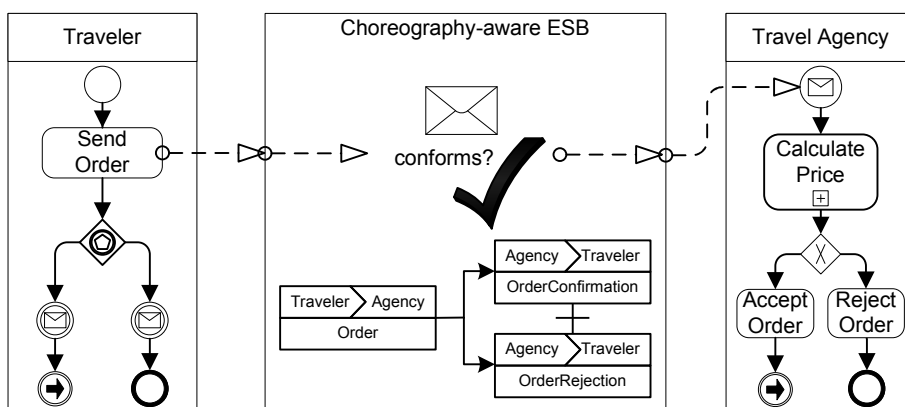 Traveler
Choreography-aware ESB
Travel Agency
Send
Order
conforms?
Calculate
Price
Agency Traveler
OrderConfirmation
Traveler Agency
Order
Agency Traveler
OrderRejection
Accept
Order
Reject
Order